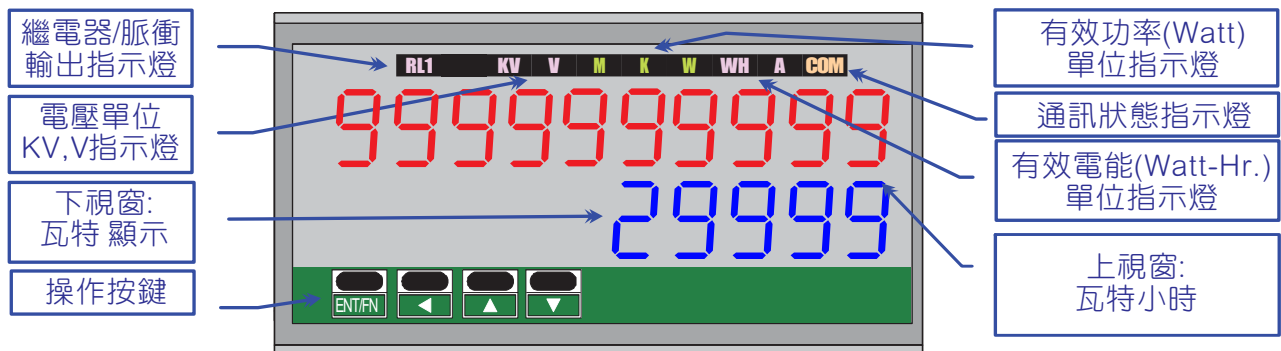 繼電器/脈衝
輸出指示燈
電壓單位
KV,V指示燈
下視窗:
瓦特 顯示
操作按鍵
RL1 KV V M K W WH A COM
9999999999
29999
ENT/FN ◀ ▲ ▼
有效功率(Watt)
單位指示燈
通訊狀態指示燈
有效電能(Watt-Hr.)
單位指示燈
上視窗:
瓦特小時